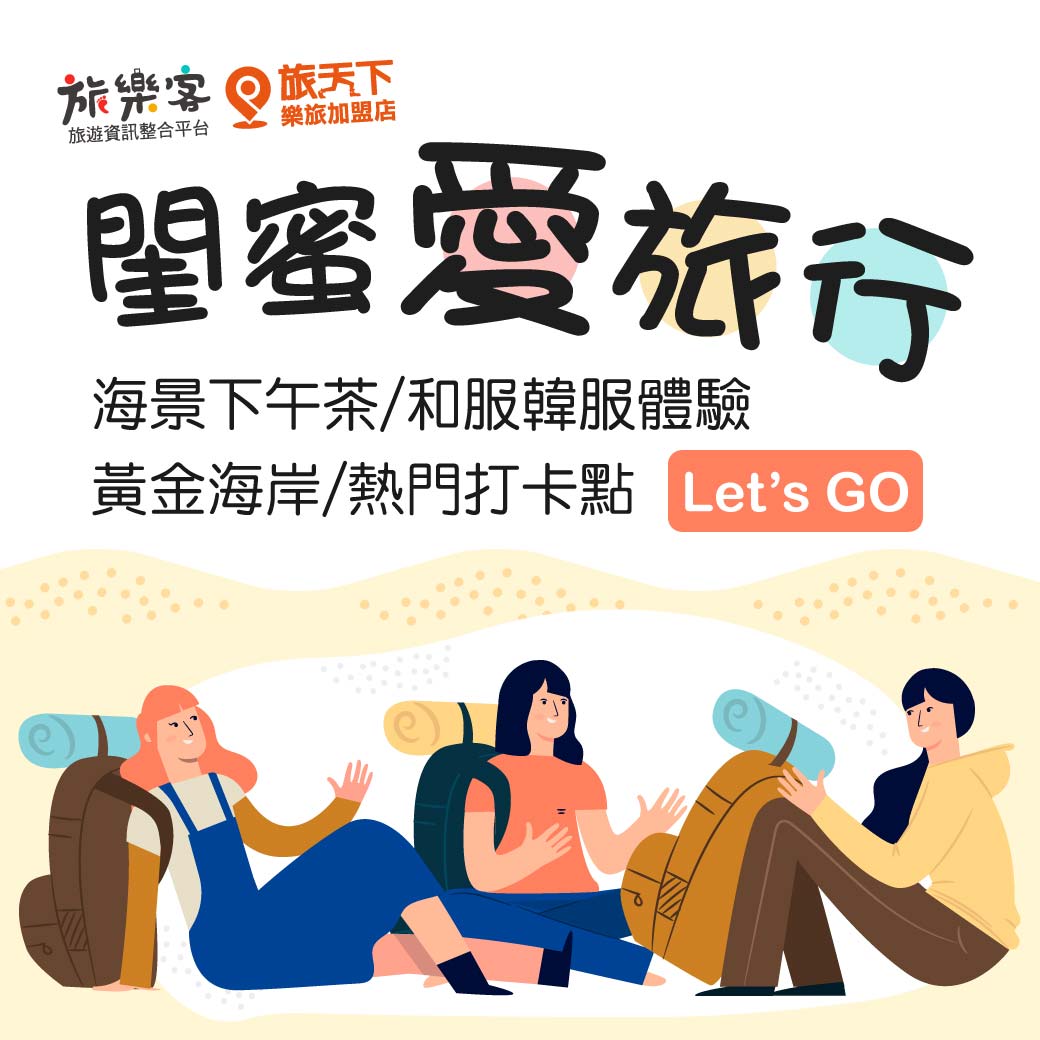 旅樂客
旅遊資訊整合平台
旅天下
樂旅加盟店
閨蜜愛旅行
海景下午茶/和服韓服體驗
黃金海岸/熱門打卡點
Let's GO